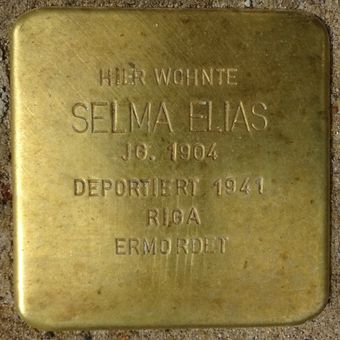 HIER WOHNTE
SELMA ELIAS
JG. 1904
DEPORTIERT 1941
RIGA
ERMORDET